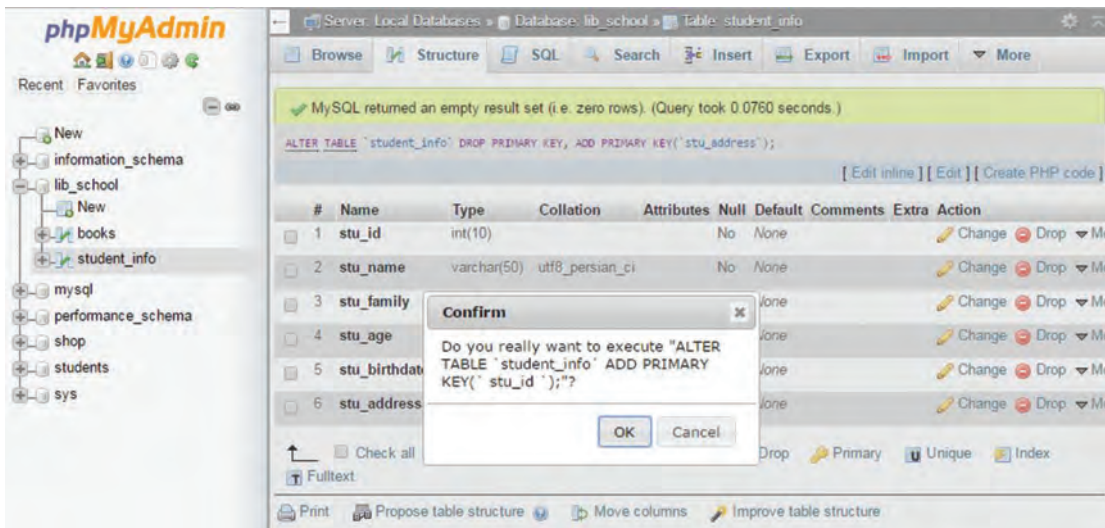 phpMyAdmin
Recent Favorites
New
information_schema
lib_school
New
books
student_info
mysql
performance_schema
shop
students
sys
Server: Local Databases » Database: lib_school » Table: student_info
Browse Structure SQL Search Insert Export Import More
MySQL returned an empty result set (i.e. zero rows). (Query took 0.0760 seconds.)
ALTER TABLE `student_info` DROP PRIMARY KEY, ADD PRIMARY KEY(`stu_address`);
[ Edit inline ] [ Edit ] [ Create PHP code ]
# Name Type Collation Attributes Null Default Comments Extra Action
1 stu_id int(10) No None Change Drop
2 stu_name varchar(50) utf8_persian_ci No None Change Drop
3 stu_family Change Drop
4 stu_age Change Drop
5 Change Drop
6 stu_address Change Drop
Confirm
Do you really want to execute "ALTER
TABLE `student_info` ADD PRIMARY
KEY(` stu_id `);"?
OK Cancel
Check all Drop Primary Unique Index
Fulltext
Print Propose table structure Move columns Improve table structure